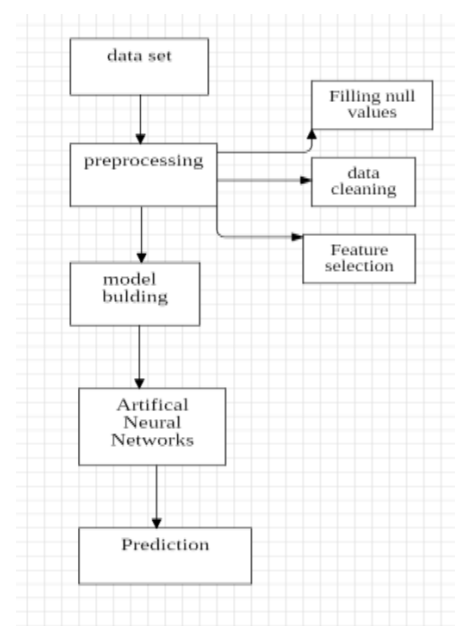 data set
Filling null
values
preprocessing
data
cleaning
Feature
selection
model
bulding
Artifical
Neural
Networks
Prediction